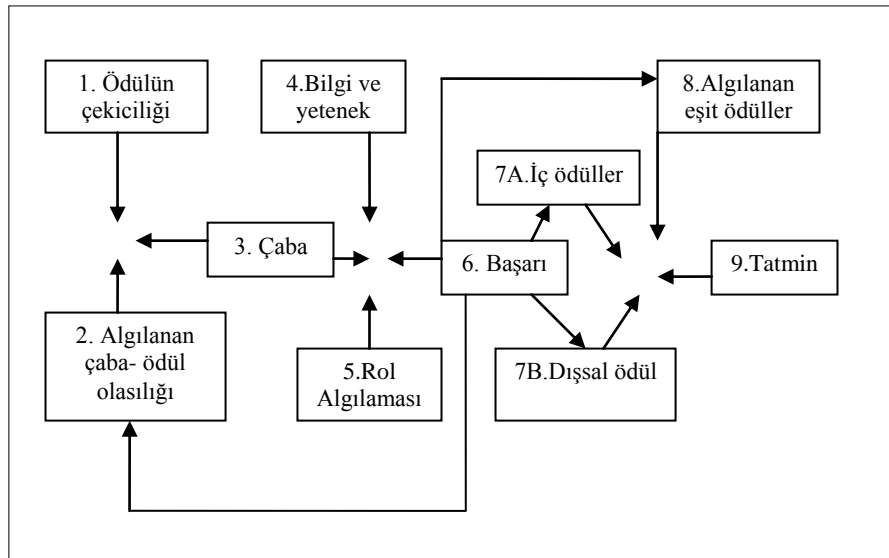 1. Ödülün
çekiciliği
4.Bilgi ve
yetenek
8.Algılanan
eşit ödüller
7A.İç ödüller
3. Çaba
6. Başarı
9.Tatmin
2. Algılanan
çaba- ödül
olasılığı
5.Rol
Algılaması
7B.Dışsal ödül